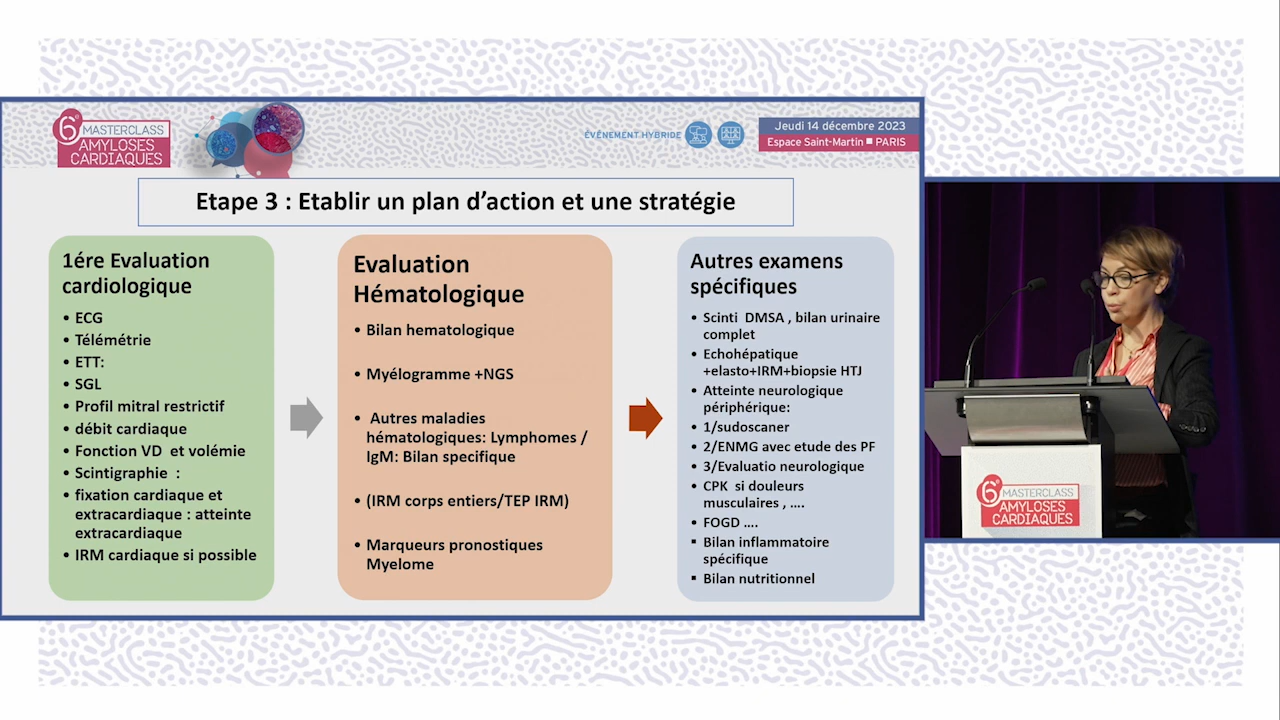 6e
MASTERCLASS
AMYLOSES
CARDIAQUES
ÉVÉNEMENT HYBRIDE
Jeudi 14 décembre 2023
Espace Saint-Martin ■ PARIS
Etape 3 : Etablir un plan d’action et une stratégie
1ére Evaluation
cardiologique
• ECG
• Télémétrie
• ETT:
• SGL
• Profil mitral restrictif
• débit cardiaque
• Fonction VD et volémie
• Scintigraphie :
• fixation cardiaque et
extracardiaque : atteinte
extracardiaque
• IRM cardiaque si possible
Evaluation
Hématologique
• Bilan hematologique
• Myélogramme +NGS
• Autres maladies
hématologiques: Lymphomes /
IgM: Bilan specifique
• (IRM corps entiers/TEP IRM)
• Marqueurs pronostiques
Myelome
Autres examens
spécifiques
• Scinti DMSA , bilan urinaire
complet
• Echohépatique
+elasto+IRM+biopsie HTJ
• Atteinte neurologique
périphérique:
• 1/sudoscaner
• 2/ENMG avec etude des PF
• 3/Evaluatio neurologique
• CPK si douleurs
musculaires , ....
• FOGD ....
▪ Bilan inflammatoire
spécifique
▪ Bilan nutritionnel
6e
MASTERCLASS
AMYLOSES
CARDIAQUES